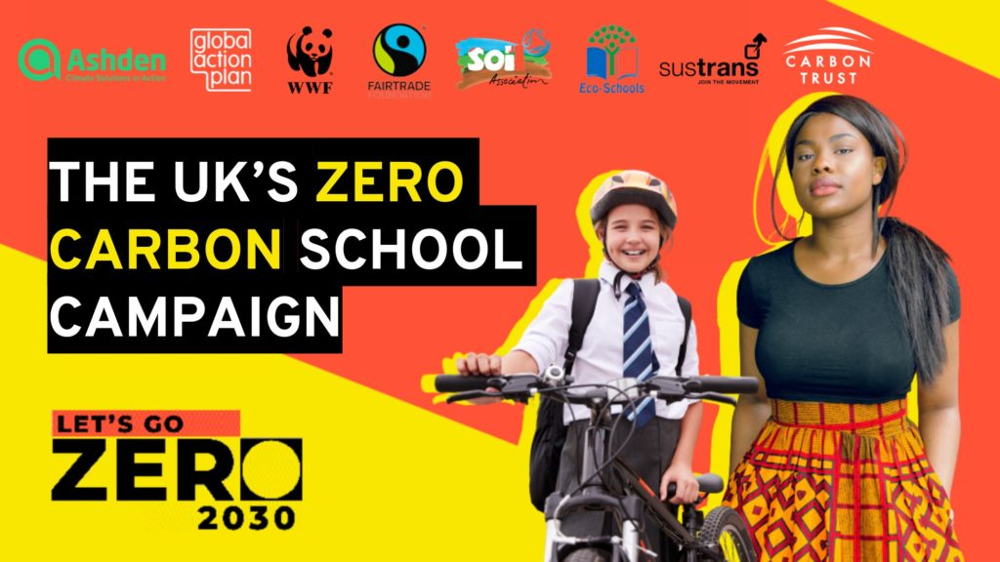 Ashden
Climate Solutions in Action
global
action
plan
WWF
FAIRTRADE
FOUNDATION
SOil
Association
Eco-Schools
sustrans
JOIN THE MOVEMENT
CARBON
TRUST
THE UK’S ZERO
CARBON SCHOOL
CAMPAIGN
LET’S GO
ZERO
2030